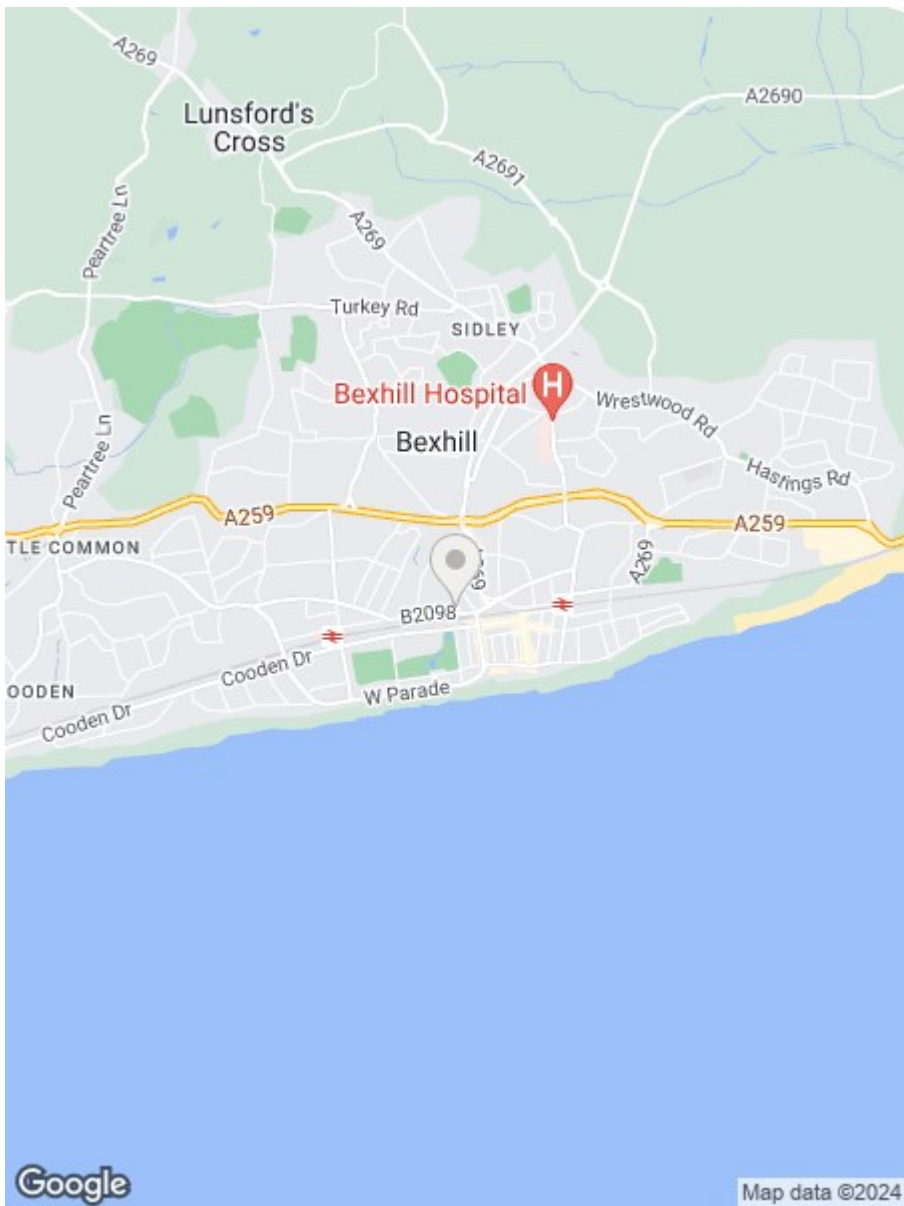 A269
A2690
Lunsford's
Cross
A2691
Peartree Ln
A269
Turkey Rd
SIDLEY
Bexhill Hospital
H
Wrestwood Rd
Bexhill
Peartree Ln
Hastings Rd
A259
A259
TLE COMMON
A269
B2098
Cooden Dr
OODEN
W Parade
Cooden Dr
Google
Map data ©2024